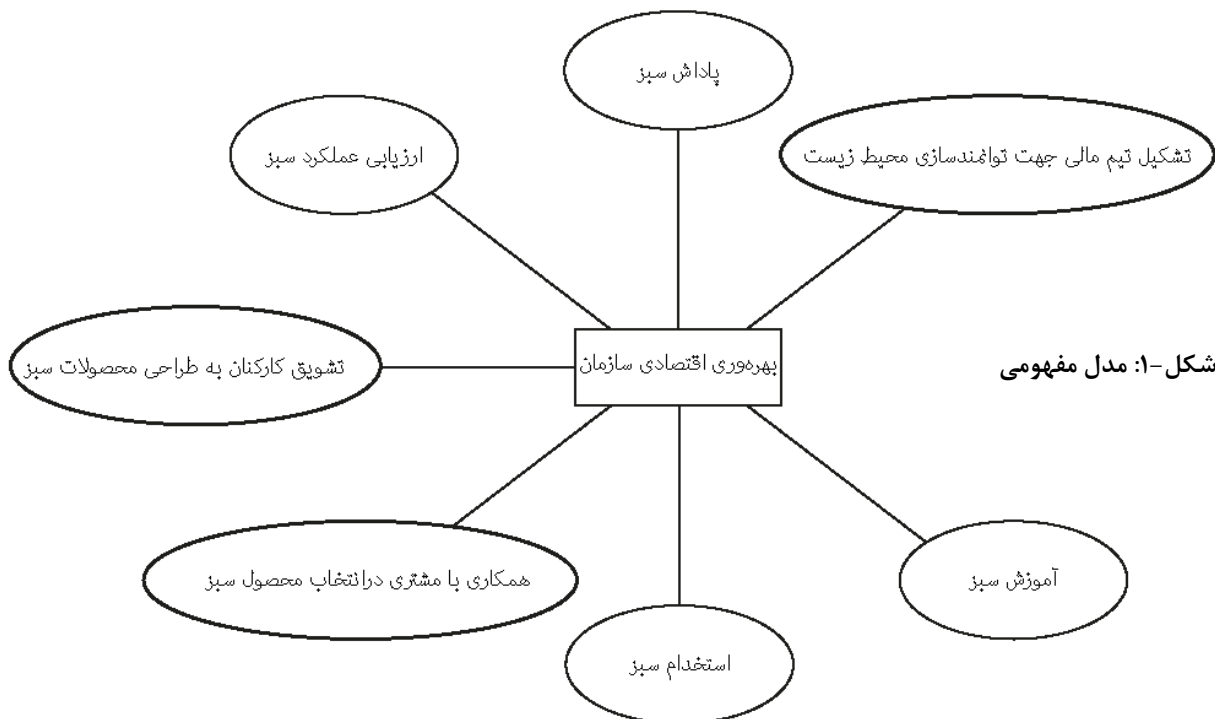 پاداش سبز
تشکیل تیم مالی جهت توانمندسازی محیط زیست
ارزیابی عملکرد سبز
بهره‌وری اقتصادی سازمان
تشویق کارکنان به طراحی محصولات سبز
شکل-۱: مدل مفهومی
آموزش سبز
همکاری با مشتری درانتخاب محصول سبز
استخدام سبز